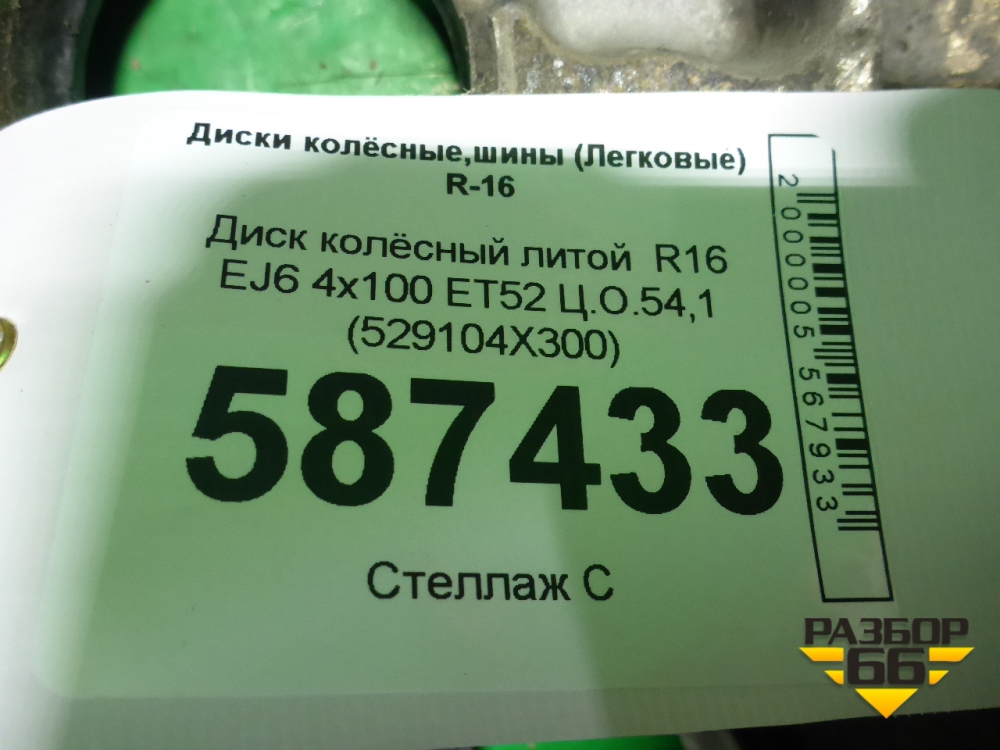 Диски колёсные,шины (Легковые)
R-16
Диск колёсный литой R16
EJ6 4x100 ET52 Ц.О.54,1
(529104X300)
587433
Стеллаж С
2000005567933
РАЗБОР
66